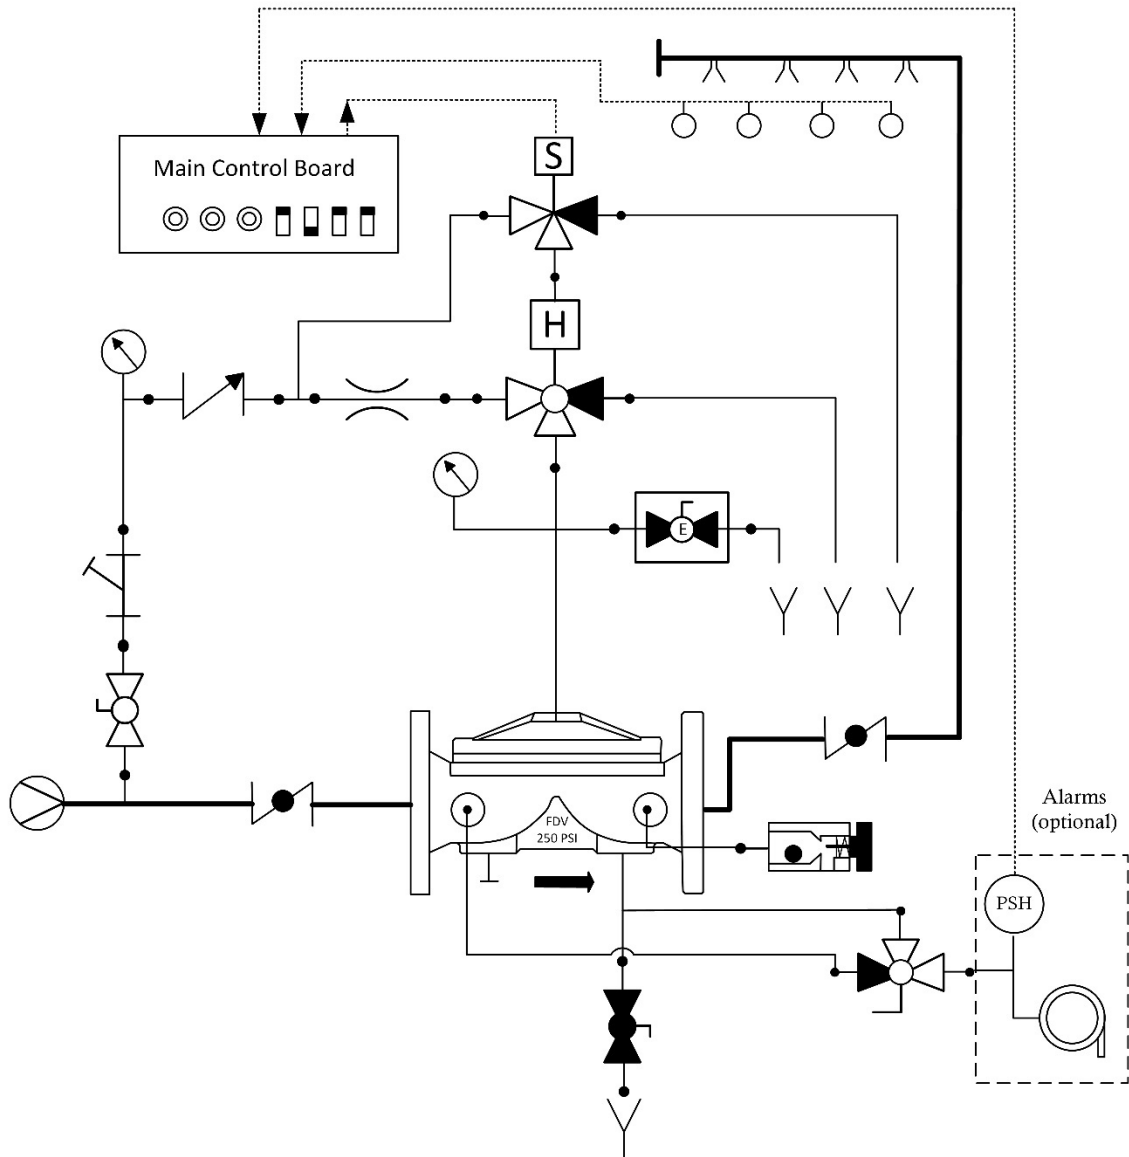 Main Control Board
S
H
E
FDV
250 PSI
Alarms
(optional)
PSH